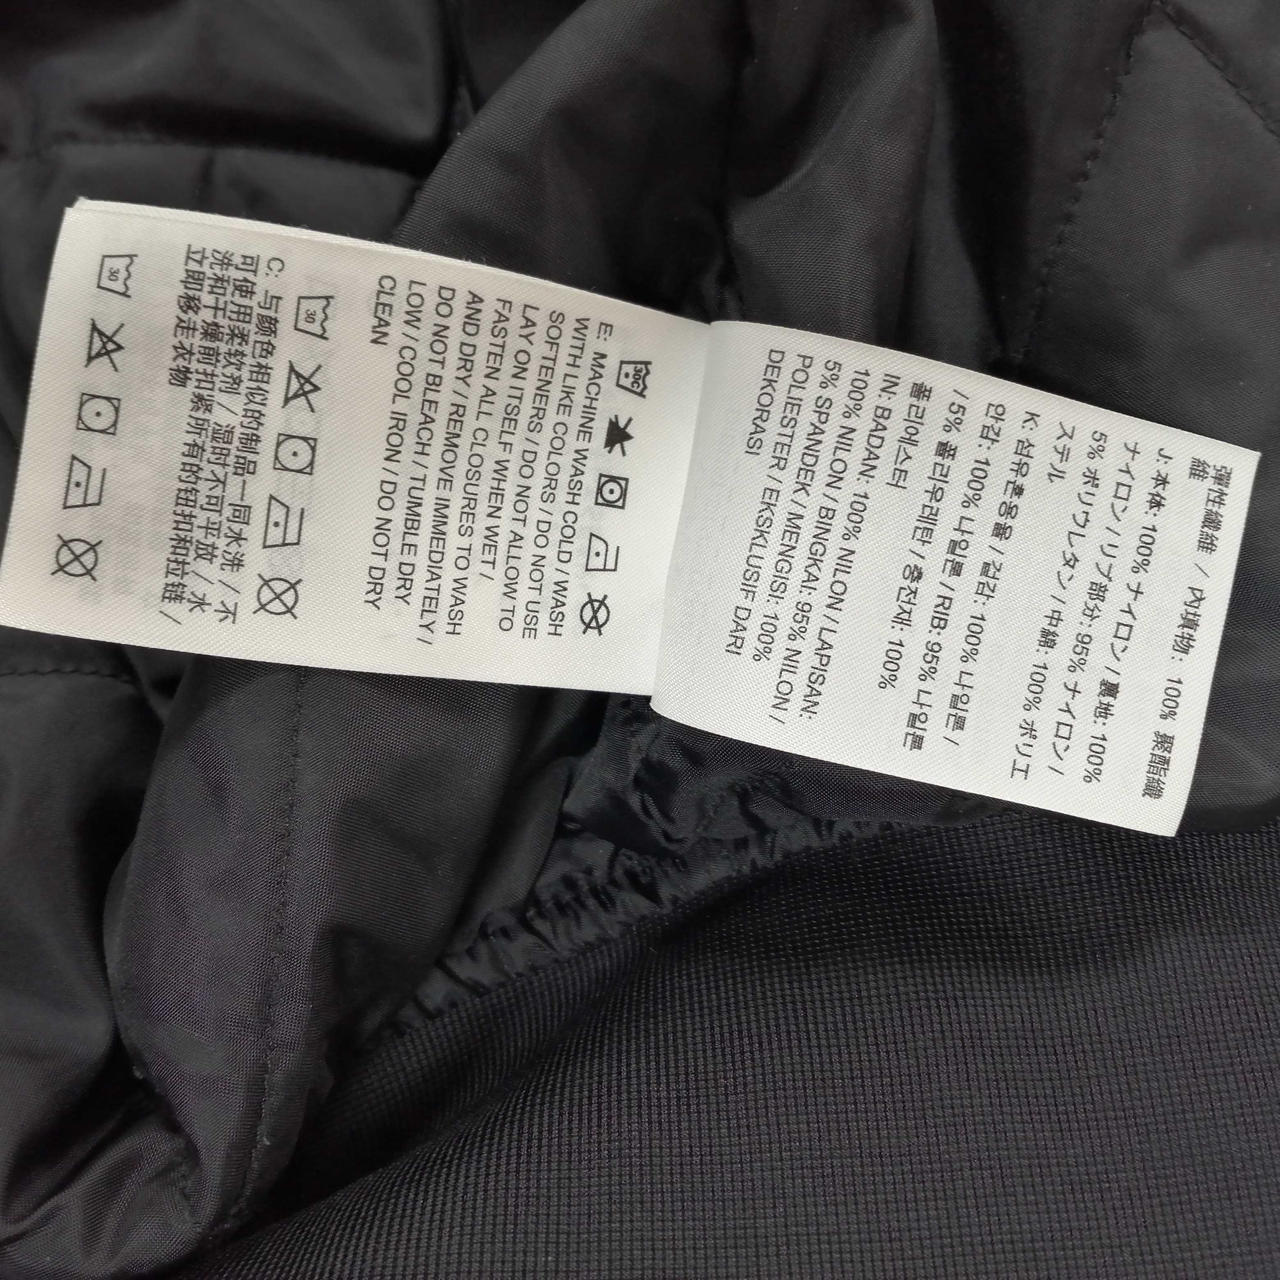 彈性纖維 / 內填物: 100% 聚酯纖
維
J: 本体: 100% ナイロン / 裏地: 100%
ナイロン / リブ部分: 95% ナイロン /
5% ポリウレタン / 中綿: 100% ポリエ
ステル
K: 섬유혼용율 / 겉감: 100% 나일론 /
안감: 100% 나일론 / RIB: 95% 나일론
/ 5% 폴리우레탄 / 충전재: 100%
폴리에스터
IN: BADAN: 100% NILON / LAPISAN:
100% NILON / BINGKAI: 95% NILON /
5% SPANDEK / MENGISI: 100%
POLIESTER / EKSKLUSIF DARI
DEKORASI
30C
E: MACHINE WASH COLD / WASH
WITH LIKE COLORS / DO NOT USE
SOFTENERS / DO NOT ALLOW TO
LAY ON ITSELF WHEN WET /
FASTEN ALL CLOSURES TO WASH
AND DRY / REMOVE IMMEDIATELY /
DO NOT BLEACH / TUMBLE DRY
LOW / COOL IRON / DO NOT DRY
CLEAN
30
C: 与颜色相似的制品一同水洗 / 不
可使用柔软剂 / 湿时不可平放 / 水
洗和干燥前扣紧所有的钮扣和拉链 /
立即移走衣物
30